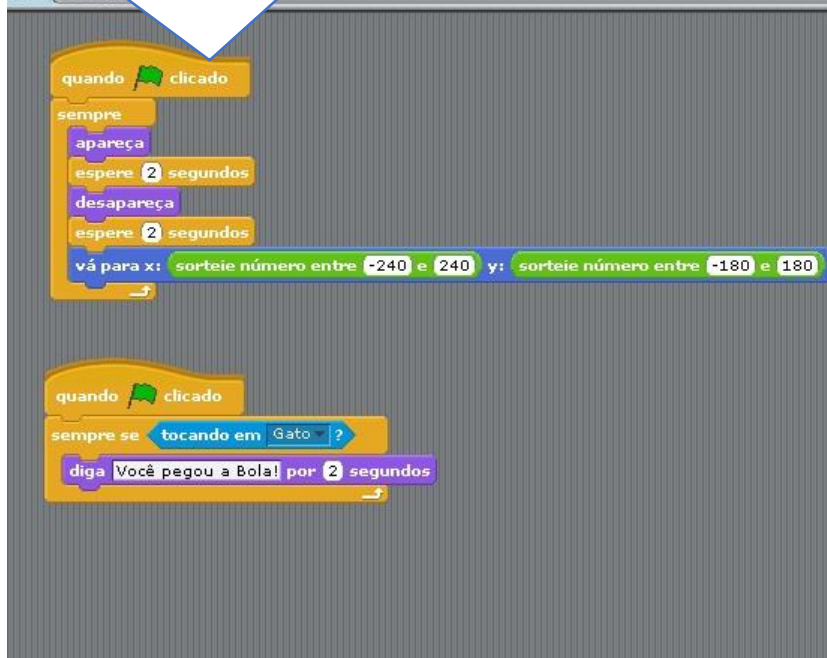 quando clicado
sempre
apareça
espere 2 segundos
desapareça
espere 2 segundos
vá para x: sorteie número entre -240 e 240 y: sorteie número entre -180 e 180
quando clicado
sempre se tocando em Gato ?
diga Você pegou a Bola! por 2 segundos